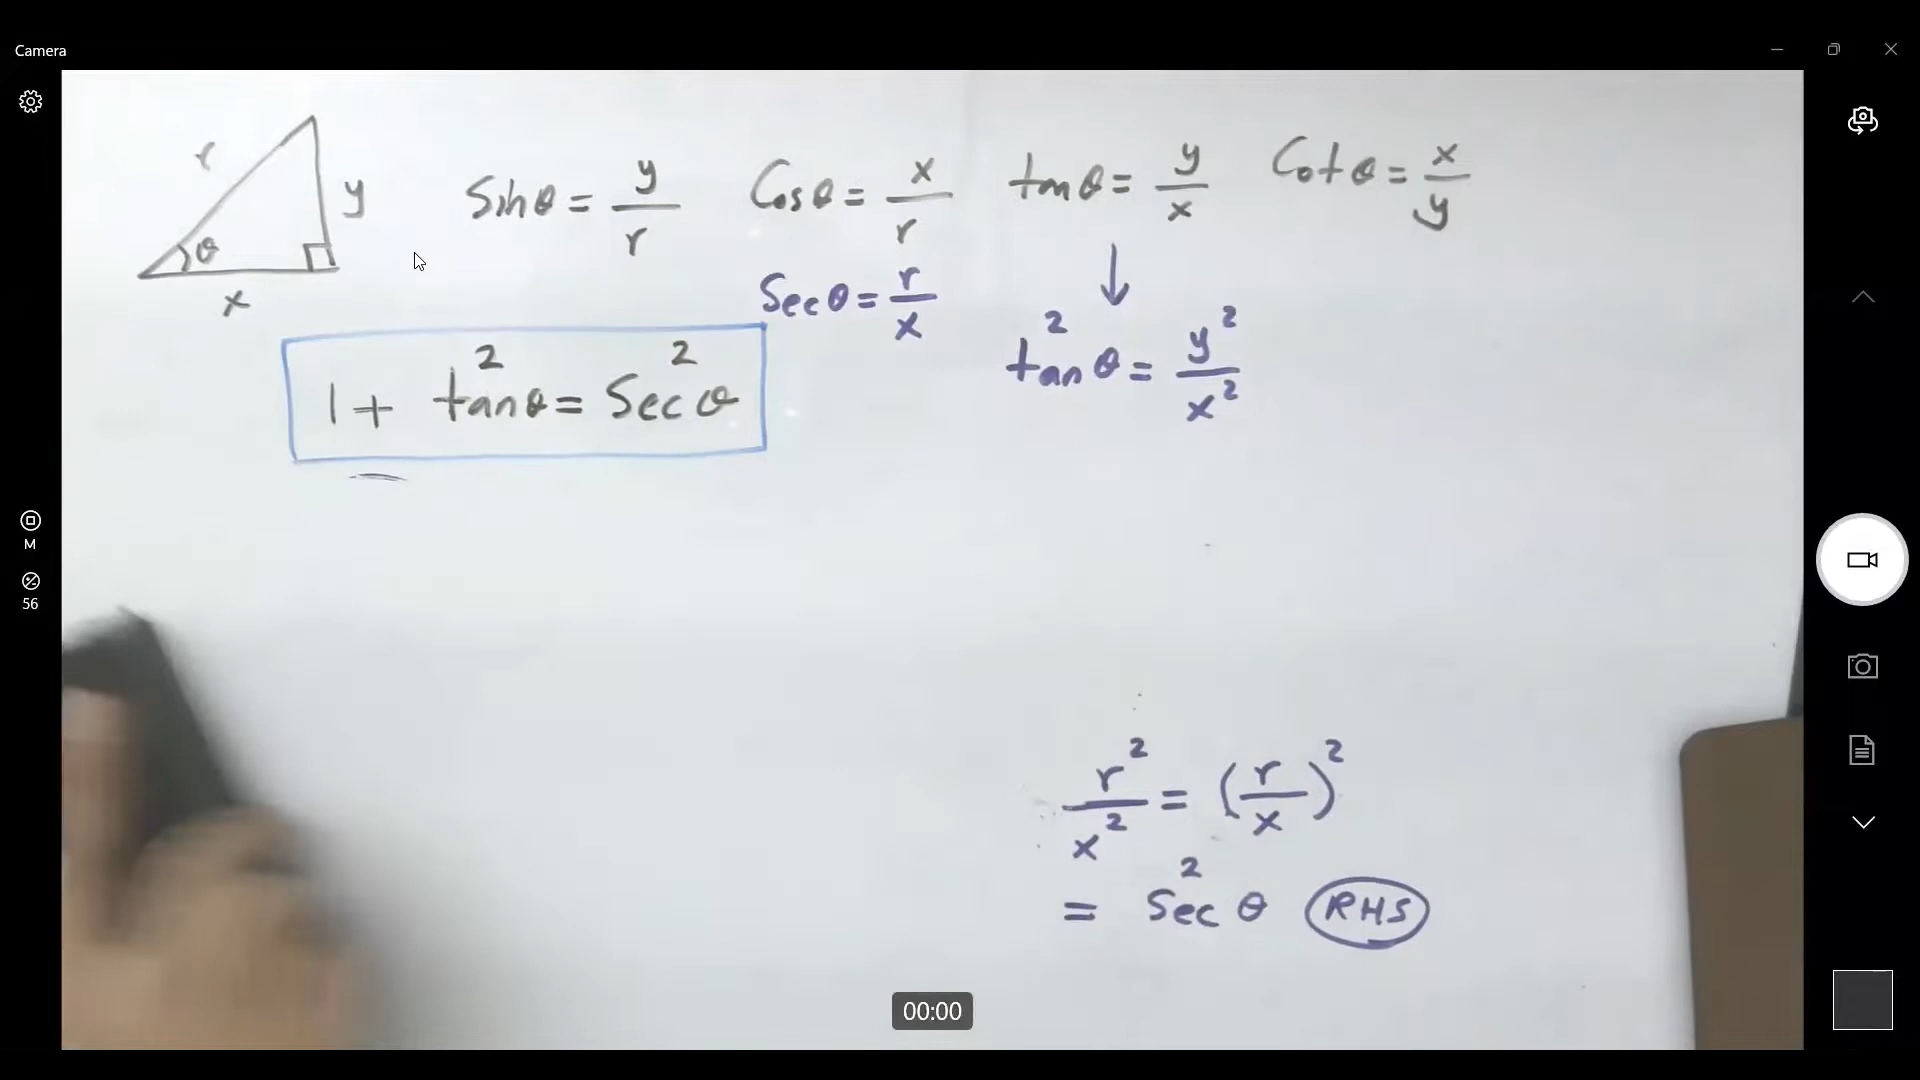 Camera
r
y
θ
x
Sinθ = y/r
Cosθ = x/r
tanθ = y/x
Cotθ = x/y
Secθ = r/x
tan²θ = y²/x²
1 + tan²θ = Sec²θ
M
56
r²/x² = (r/x)²
= Sec²θ RHS
00:00